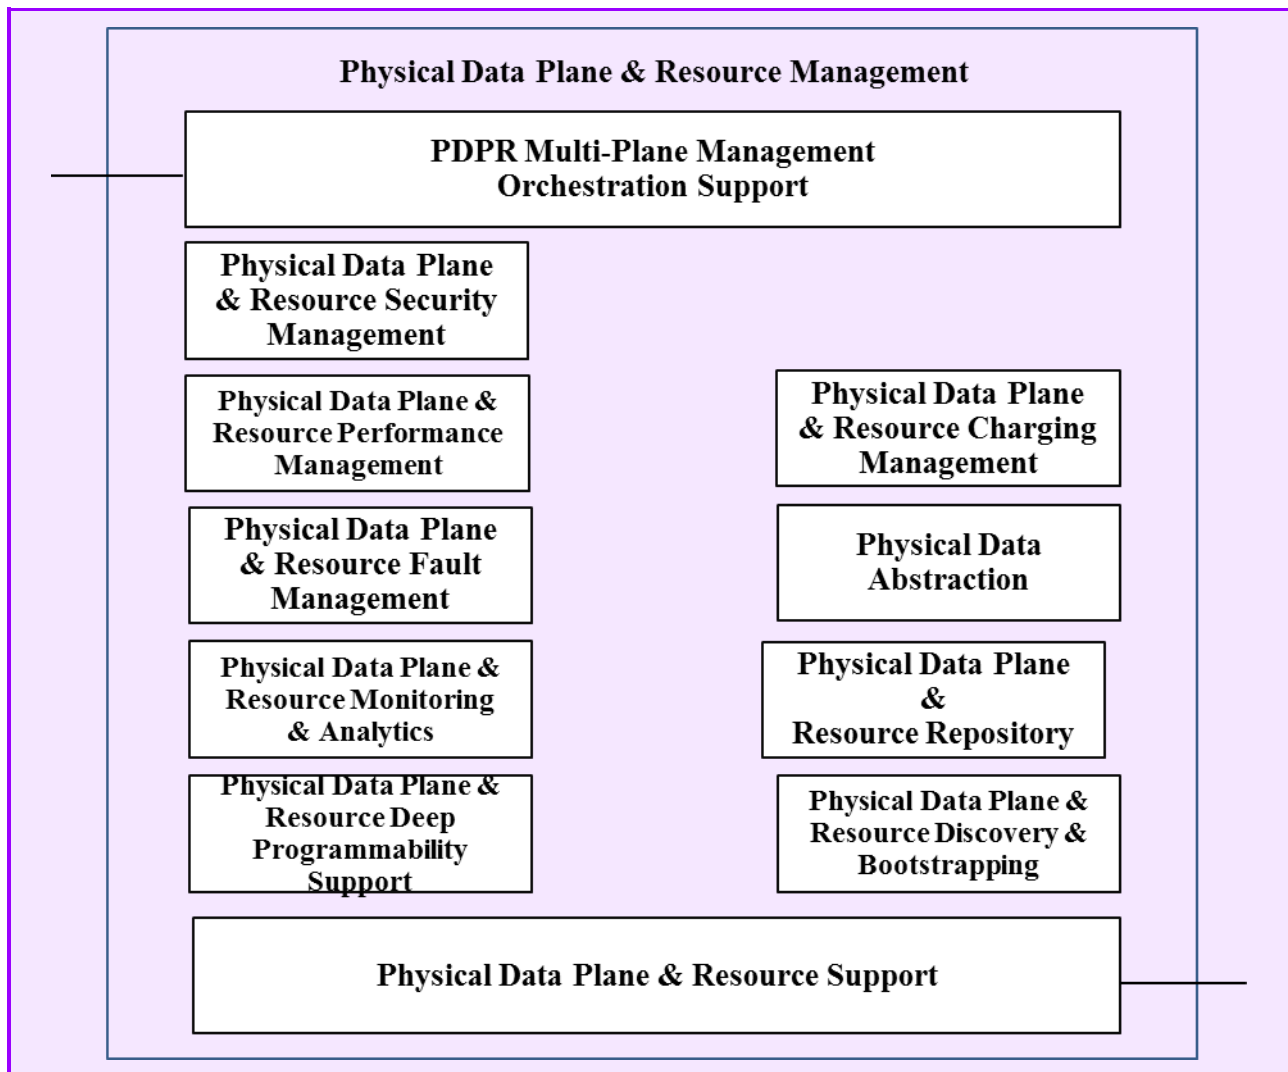 Physical Data Plane & Resource Management
PDPR Multi-Plane Management
Orchestration Support
Physical Data Plane
& Resource Security
Management
Physical Data Plane &
Resource Performance
Management
Physical Data Plane
& Resource Charging
Management
Physical Data Plane
& Resource Fault
Management
Physical Data
Abstraction
Physical Data Plane &
Resource Monitoring
& Analytics
Physical Data Plane
&
Resource Repository
Physical Data Plane &
Resource Deep
Programmability
Support
Physical Data Plane &
Resource Discovery &
Bootstrapping
Physical Data Plane & Resource Support